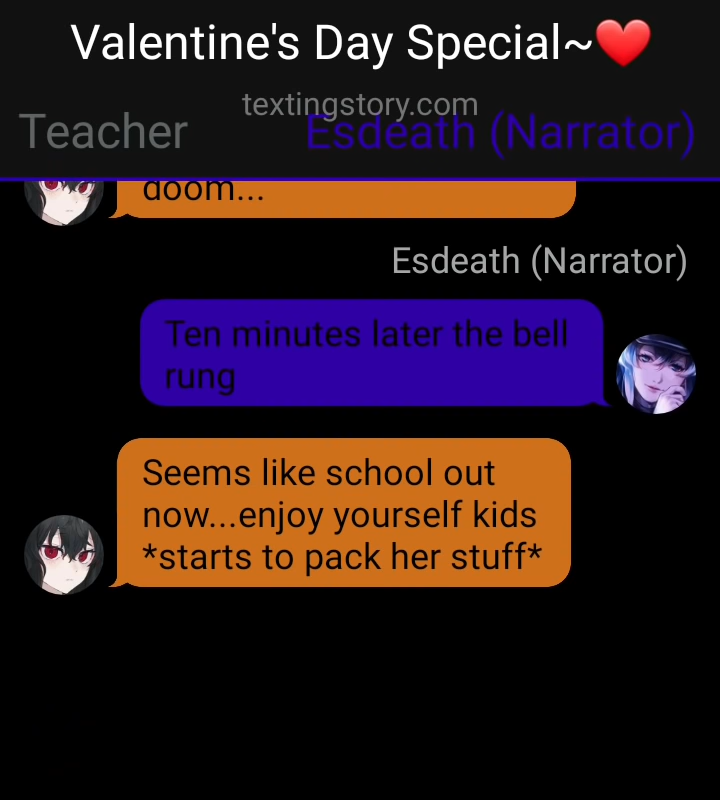 Valentine's Day Special~❤️
textingstory.com
Teacher
Esdeath (Narrator)
doom...
Esdeath (Narrator)
Ten minutes later the bell
rung
Seems like school out
now...enjoy yourself kids
*starts to pack her stuff*